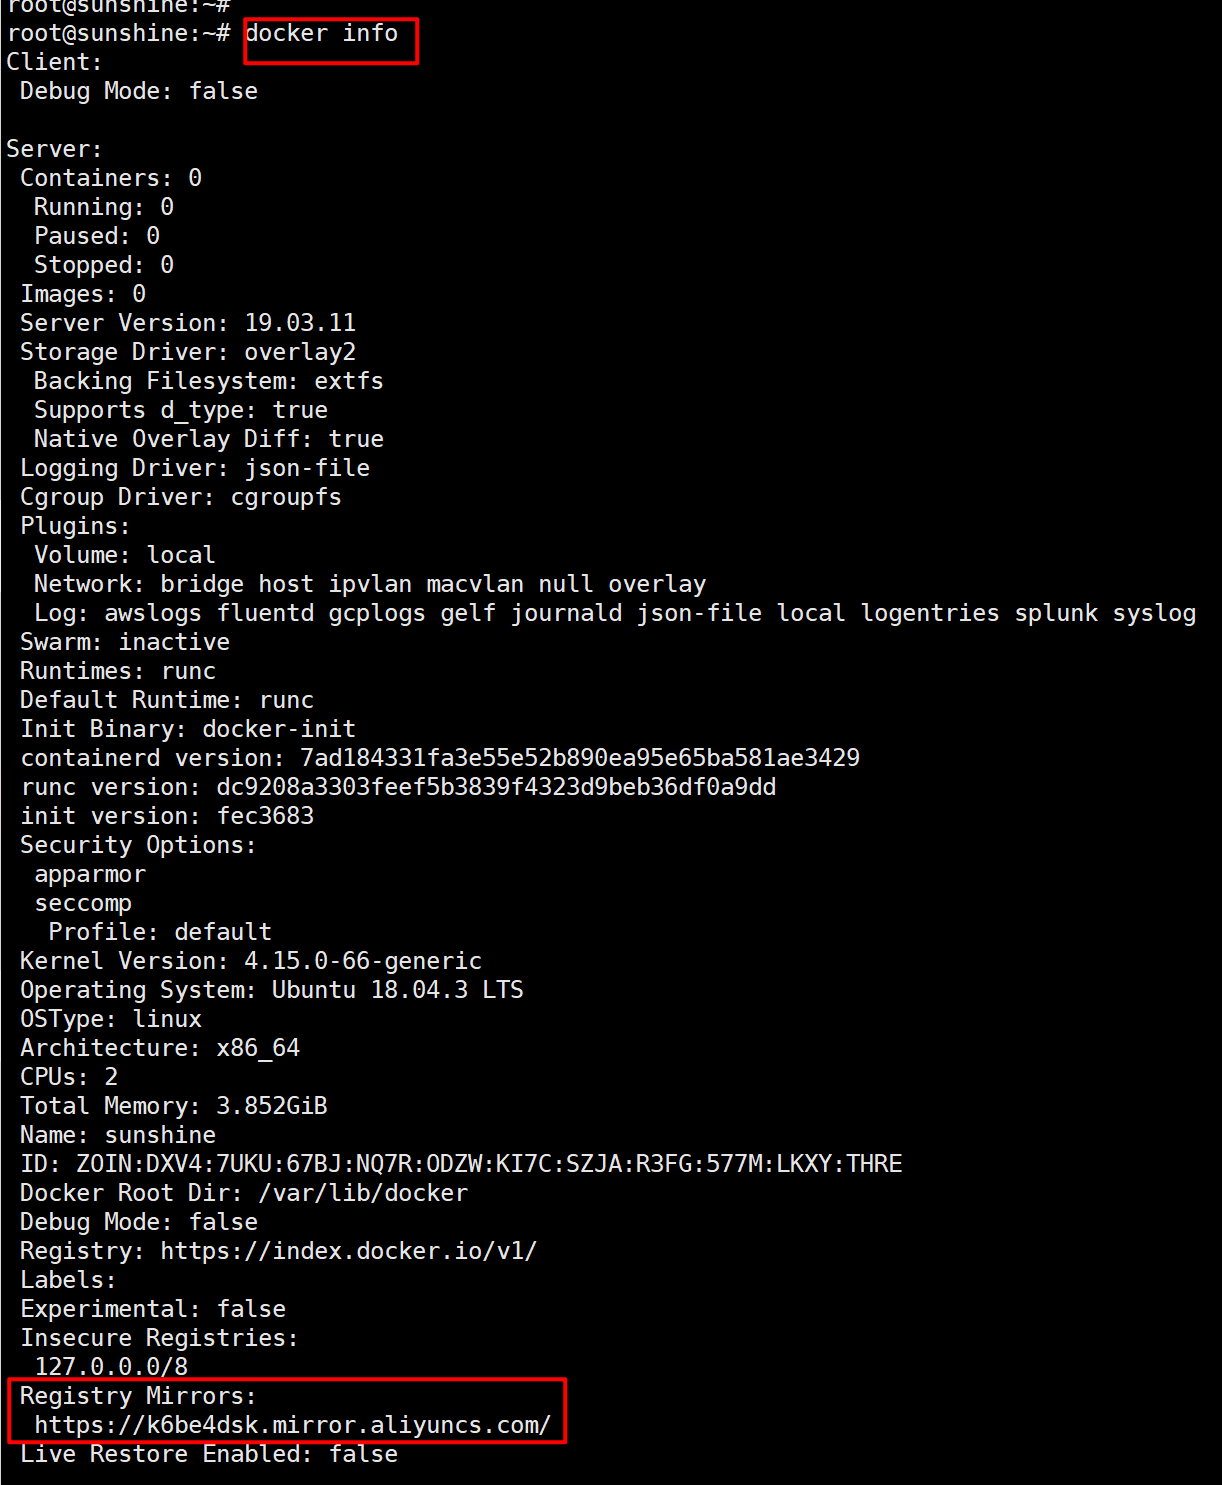 root@sunshine:~#
root@sunshine:~# docker info
Client:
 Debug Mode: false

Server:
 Containers: 0
  Running: 0
  Paused: 0
  Stopped: 0
 Images: 0
 Server Version: 19.03.11
 Storage Driver: overlay2
  Backing Filesystem: extfs
  Supports d_type: true
  Native Overlay Diff: true
 Logging Driver: json-file
 Cgroup Driver: cgroupfs
 Plugins:
  Volume: local
  Network: bridge host ipvlan macvlan null overlay
  Log: awslogs fluentd gcplogs gelf journald json-file local logentries splunk syslog
 Swarm: inactive
 Runtimes: runc
 Default Runtime: runc
 Init Binary: docker-init
 containerd version: 7ad184331fa3e55e52b890ea95e65ba581ae3429
 runc version: dc9208a3303feef5b3839f4323d9beb36df0a9dd
 init version: fec3683
 Security Options:
  apparmor
  seccomp
   Profile: default
 Kernel Version: 4.15.0-66-generic
 Operating System: Ubuntu 18.04.3 LTS
 OSType: linux
 Architecture: x86_64
 CPUs: 2
 Total Memory: 3.852GiB
 Name: sunshine
 ID: ZOIN:DXV4:7UKU:67BJ:NQ7R:ODZW:KI7C:SZJA:R3FG:577M:LKXY:THRE
 Docker Root Dir: /var/lib/docker
 Debug Mode: false
 Registry: https://index.docker.io/v1/
 Labels:
 Experimental: false
 Insecure Registries:
  127.0.0.0/8
 Registry Mirrors:
  https://k6be4dsk.mirror.aliyuncs.com/
 Live Restore Enabled: false